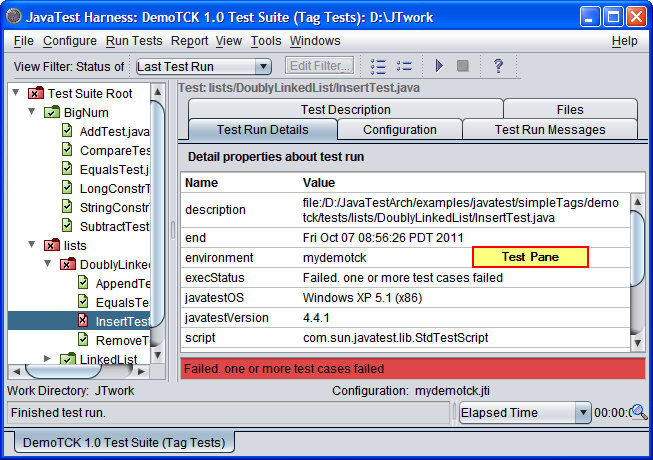 JavaTest Harness: DemoTCK 1.0 Test Suite (Tag Tests): D:\JTwork
File Configure Run Tests Report View Tools Windows Help
View Filter: Status of Last Test Run Edit Filter... ?
Test Suite Root
BigNum
AddTest.java
CompareTes
EqualsTest.j
LongConstrT
StringConstr
SubtractTest
lists
DoublyLinked
AppendTe
EqualsTe
InsertTest
RemoveT
LinkedList
Test: lists/DoublyLinkedList/InsertTest.java
Test Description Files
Test Run Details Configuration Test Run Messages
Detail properties about test run
Name Value
description file:/D:/JavaTestArch/examples/javatest/simpleTags/demo
tck/tests/lists/DoublyLinkedList/InsertTest.java
end Fri Oct 07 08:56:26 PDT 2011
environment mydemotck
Test Pane
execStatus Failed. one or more test cases failed
javatestOS Windows XP 5.1 (x86)
javatestVersion 4.4.1
script com.sun.javatest.lib.StdTestScript
Failed. one or more test cases failed
Work Directory: JTwork Configuration: mydemotck.jti
Finished test run. Elapsed Time 00:00:
DemoTCK 1.0 Test Suite (Tag Tests)